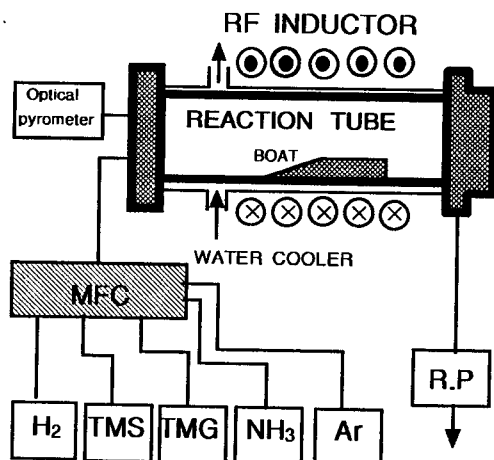 RF INDUCTOR
Optical
pyrometer
REACTION TUBE
BOAT
WATER COOLER
MFC
R.P
H2 TMS TMG NH3 Ar